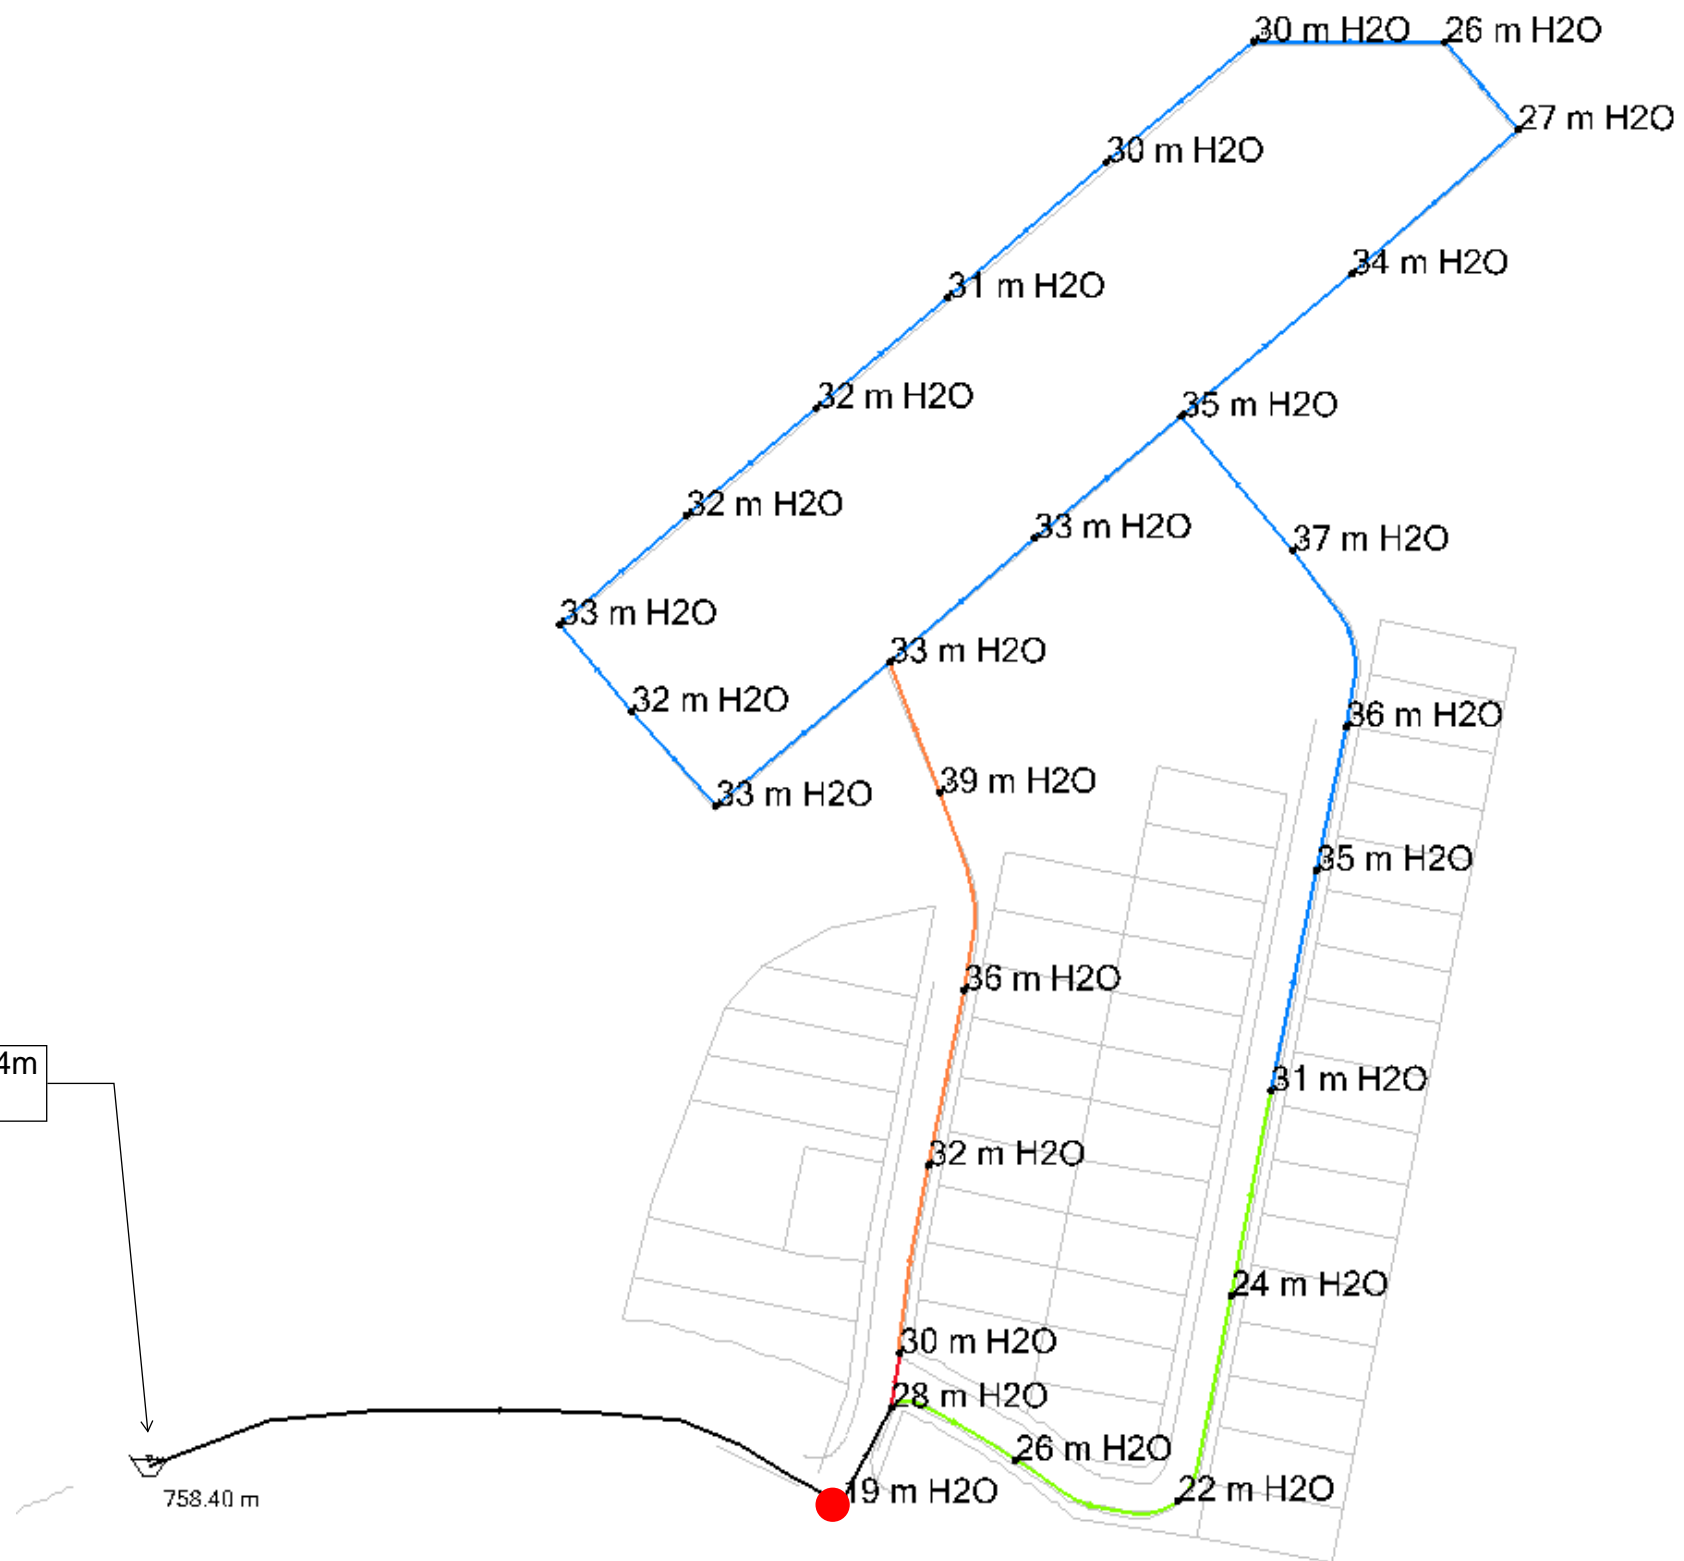 30 m H2O
26 m H2O
27 m H2O
30 m H2O
34 m H2O
31 m H2O
32 m H2O
35 m H2O
32 m H2O
33 m H2O
37 m H2O
33 m H2O
33 m H2O
32 m H2O
36 m H2O
39 m H2O
33 m H2O
35 m H2O
36 m H2O
4m
31 m H2O
32 m H2O
24 m H2O
30 m H2O
28 m H2O
26 m H2O
22 m H2O
19 m H2O
758.40 m